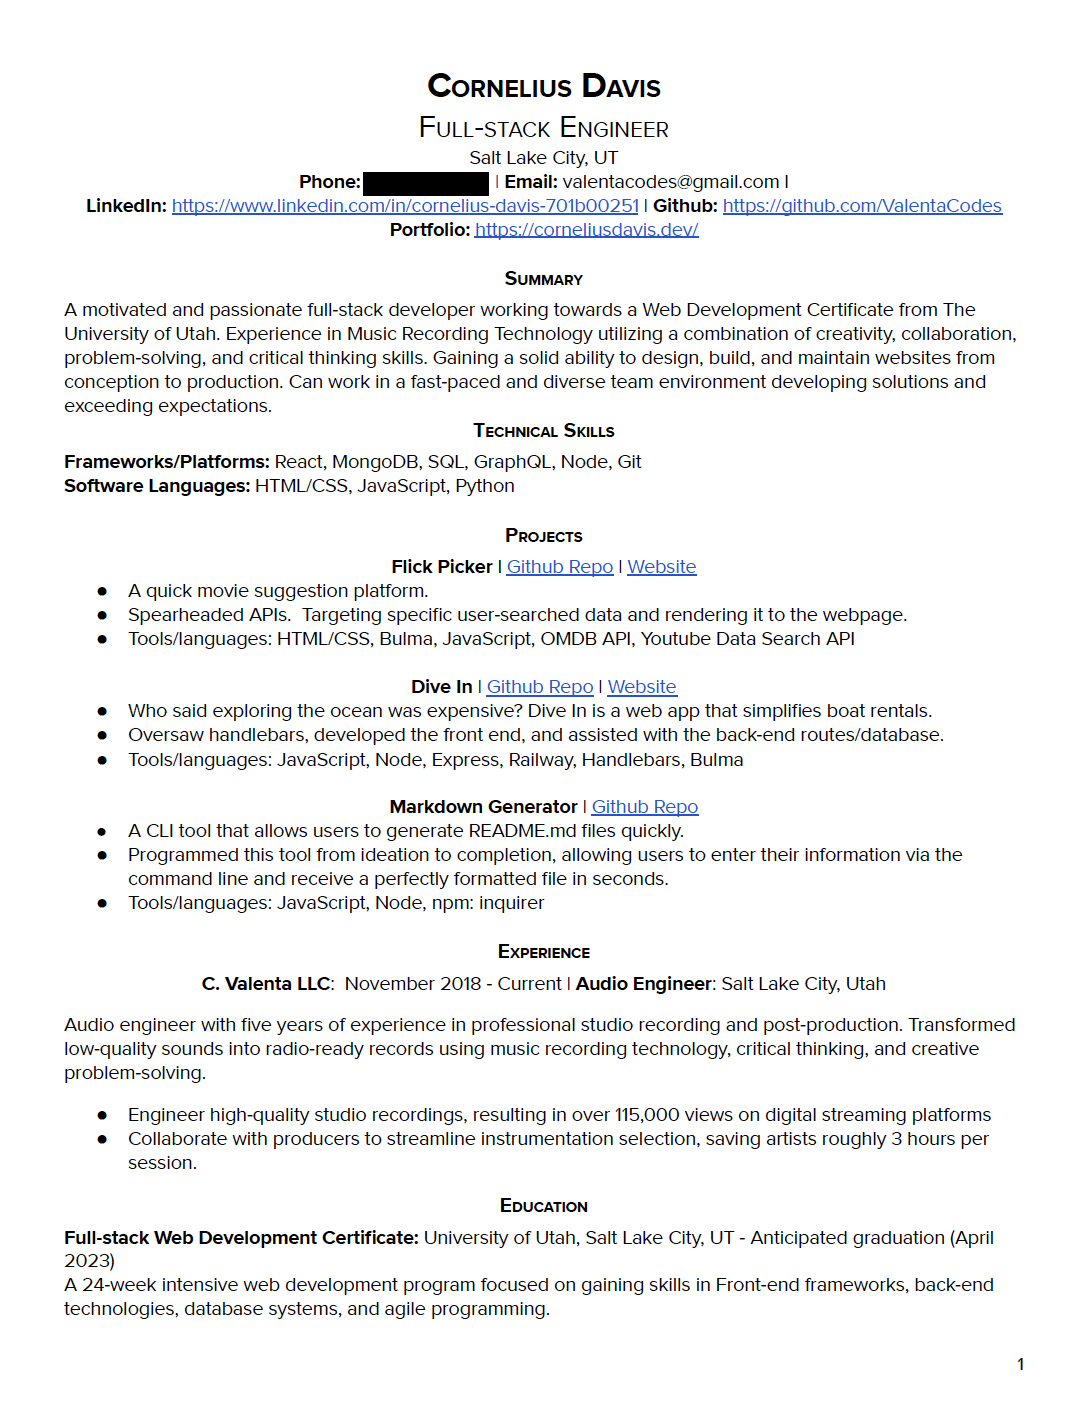 Cornelius Davis
Full-stack Engineer
Salt Lake City, UT
Phone: | Email: valentacodes@gmail.com |
LinkedIn: https://www.linkedin.com/in/cornelius-davis-701b00251 | Github: https://github.com/ValentaCodes
Portfolio: https://corneliusdavis.dev/
Summary
A motivated and passionate full-stack developer working towards a Web Development Certificate from The
University of Utah. Experience in Music Recording Technology utilizing a combination of creativity, collaboration,
problem-solving, and critical thinking skills. Gaining a solid ability to design, build, and maintain websites from
conception to production. Can work in a fast-paced and diverse team environment developing solutions and
exceeding expectations.
Technical Skills
Frameworks/Platforms: React, MongoDB, SQL, GraphQL, Node, Git
Software Languages: HTML/CSS, JavaScript, Python
Projects
Flick Picker | Github Repo | Website
● A quick movie suggestion platform.
● Spearheaded APIs.  Targeting specific user-searched data and rendering it to the webpage.
● Tools/languages: HTML/CSS, Bulma, JavaScript, OMDB API, Youtube Data Search API
Dive In | Github Repo | Website
● Who said exploring the ocean was expensive? Dive In is a web app that simplifies boat rentals.
● Oversaw handlebars, developed the front end, and assisted with the back-end routes/database.
● Tools/languages: JavaScript, Node, Express, Railway, Handlebars, Bulma
Markdown Generator | Github Repo
● A CLI tool that allows users to generate README.md files quickly.
● Programmed this tool from ideation to completion, allowing users to enter their information via the
command line and receive a perfectly formatted file in seconds.
● Tools/languages: JavaScript, Node, npm: inquirer
Experience
C. Valenta LLC:  November 2018 - Current | Audio Engineer: Salt Lake City, Utah
Audio engineer with five years of experience in professional studio recording and post-production. Transformed
low-quality sounds into radio-ready records using music recording technology, critical thinking, and creative
problem-solving.
● Engineer high-quality studio recordings, resulting in over 115,000 views on digital streaming platforms
● Collaborate with producers to streamline instrumentation selection, saving artists roughly 3 hours per
session.
Education
Full-stack Web Development Certificate: University of Utah, Salt Lake City, UT - Anticipated graduation (April
2023)
A 24-week intensive web development program focused on gaining skills in Front-end frameworks, back-end
technologies, database systems, and agile programming.
1